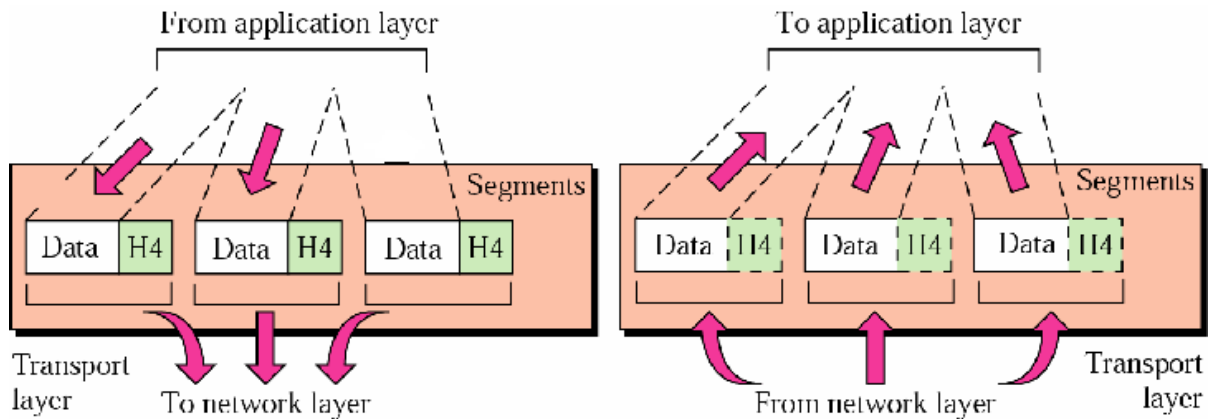 From application layer
Segments
Data H4 Data H4 Data H4
Transport
layer
To network layer
To application layer
Segments
Data H4 Data H4 Data H4
From network layer
Transport
layer